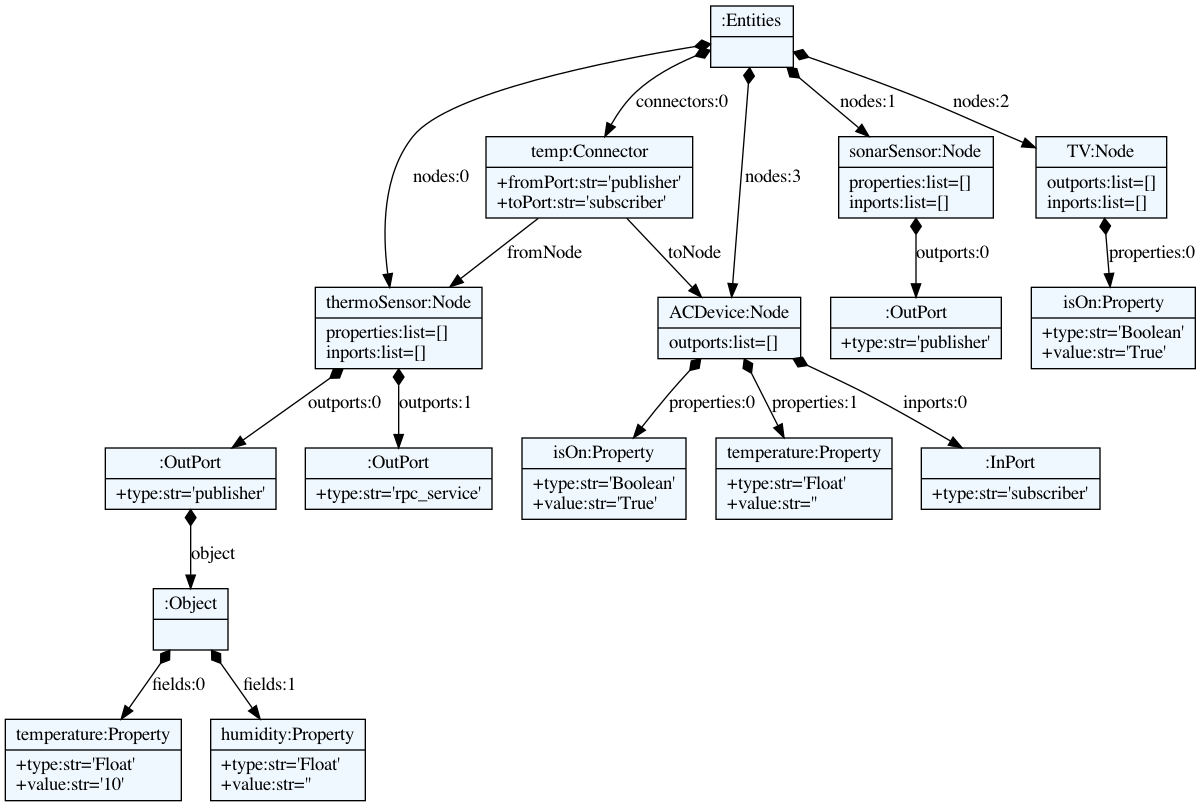 :Entities
connectors:0
nodes:1
nodes:2
nodes:0
nodes:3
temp:Connector
+fromPort:str='publisher'
+toPort:str='subscriber'
sonarSensor:Node
properties:list=[]
inports:list=[]
TV:Node
outports:list=[]
inports:list=[]
fromNode
toNode
outports:0
properties:0
thermoSensor:Node
properties:list=[]
inports:list=[]
ACDevice:Node
outports:list=[]
:OutPort
+type:str='publisher'
isOn:Property
+type:str='Boolean'
+value:str='True'
outports:0
outports:1
properties:0
properties:1
inports:0
:OutPort
+type:str='publisher'
:OutPort
+type:str='rpc_service'
isOn:Property
+type:str='Boolean'
+value:str='True'
temperature:Property
+type:str='Float'
+value:str=''
:InPort
+type:str='subscriber'
object
:Object
fields:0
fields:1
temperature:Property
+type:str='Float'
+value:str='10'
humidity:Property
+type:str='Float'
+value:str=''